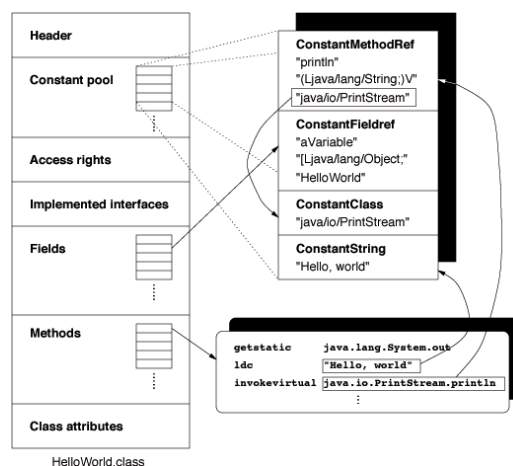 Header
Constant pool
Access rights
Implemented interfaces
Fields
Methods
Class attributes
HelloWorld.class
ConstantMethodRef
"println"
"(Ljava/lang/String;)V"
"java/io/PrintStream"
ConstantFieldref
"aVariable"
"[Ljava/lang/Object;"
"HelloWorld"
ConstantClass
"java/io/PrintStream"
ConstantString
"Hello, world"
getstatic java.lang.System.out
ldc "Hello, world"
invokevirtual java.io.PrintStream.println